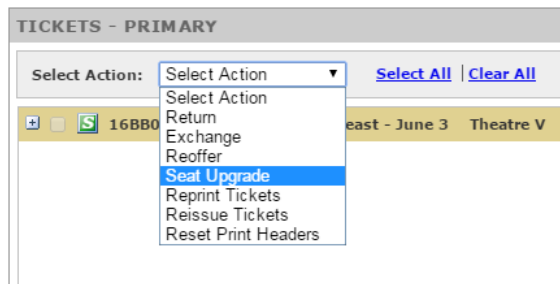 TICKETS - PRIMARY
Select Action: Select Action Select All | Clear All
Select Action
Return
Exchange
Reoffer
Seat Upgrade
Reprint Tickets
Reissue Tickets
Reset Print Headers
S 16BB0 east - June 3 Theatre V